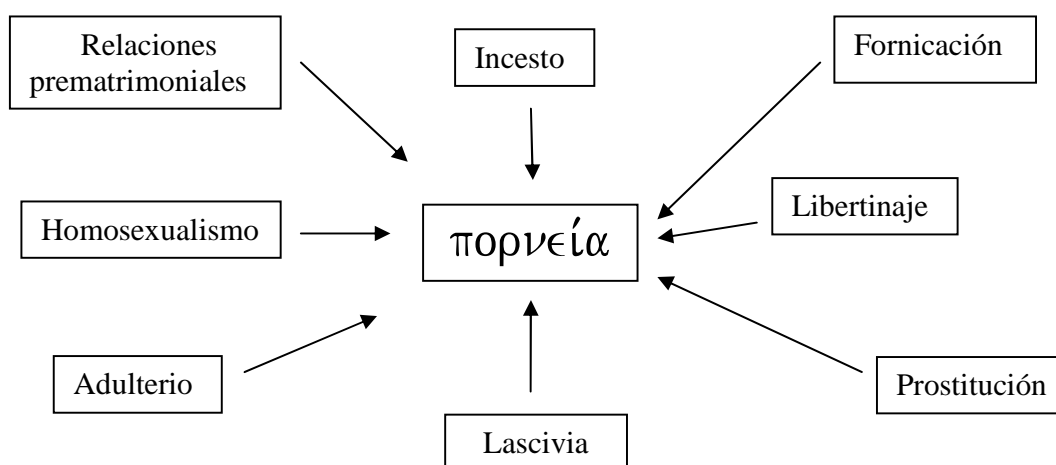 Relaciones
prematrimoniales
Incesto
Fornicación
Homosexualismo
πορνεία
Libertinaje
Adulterio
Lascivia
Prostitución